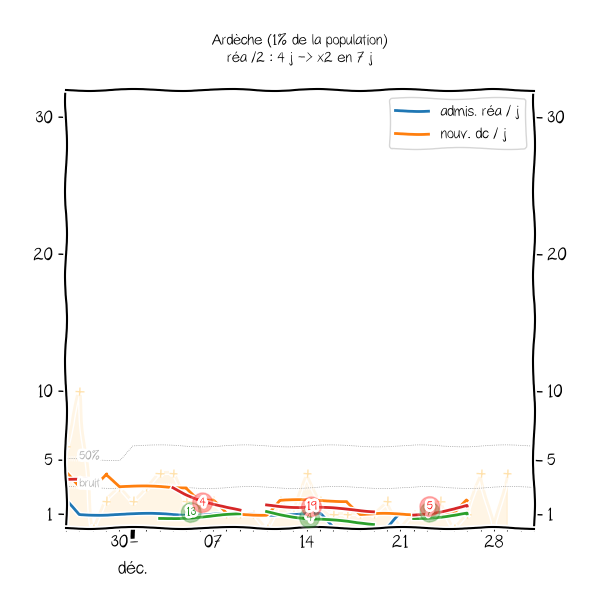 Ardèche (1% de la population)
réa /2 : 4 j -> x2 en 7 j
admis. réa / j
nouv. dc / j
30 30
20 20
10 10
5 5
1 1
50%
bruit
4
13
19
5
30 07 14 21 28
déc.